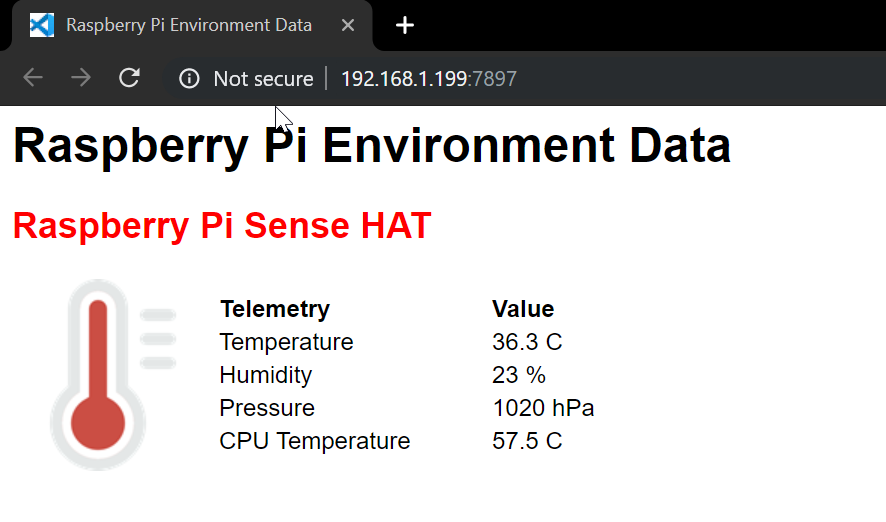 Raspberry Pi Environment Data
Not secure | 192.168.1.199:7897
Raspberry Pi Environment Data
Raspberry Pi Sense HAT
Telemetry Value
Temperature 36.3 C
Humidity 23 %
Pressure 1020 hPa
CPU Temperature 57.5 C